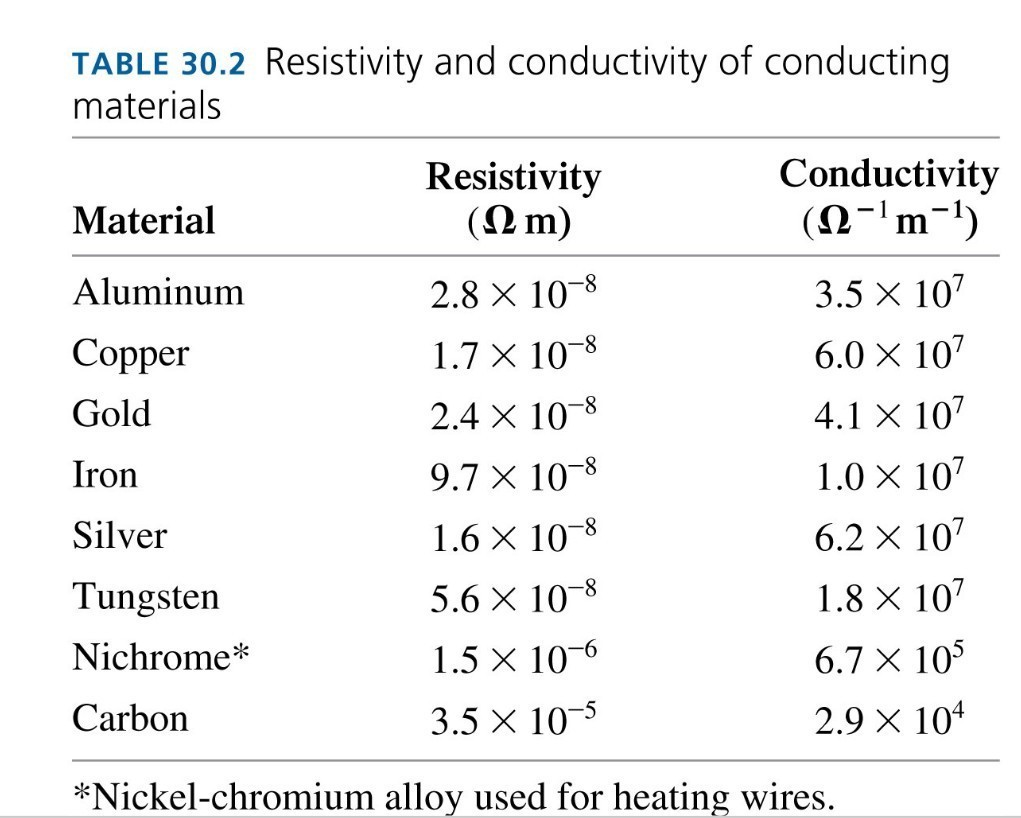 TABLE 30.2 Resistivity and conductivity of conducting
materials
Material Resistivity (Ω m) Conductivity (Ω⁻¹ m⁻¹)
Aluminum 2.8 × 10⁻⁸ 3.5 × 10⁷
Copper 1.7 × 10⁻⁸ 6.0 × 10⁷
Gold 2.4 × 10⁻⁸ 4.1 × 10⁷
Iron 9.7 × 10⁻⁸ 1.0 × 10⁷
Silver 1.6 × 10⁻⁸ 6.2 × 10⁷
Tungsten 5.6 × 10⁻⁸ 1.8 × 10⁷
Nichrome* 1.5 × 10⁻⁶ 6.7 × 10⁵
Carbon 3.5 × 10⁻⁵ 2.9 × 10⁴
*Nickel-chromium alloy used for heating wires.